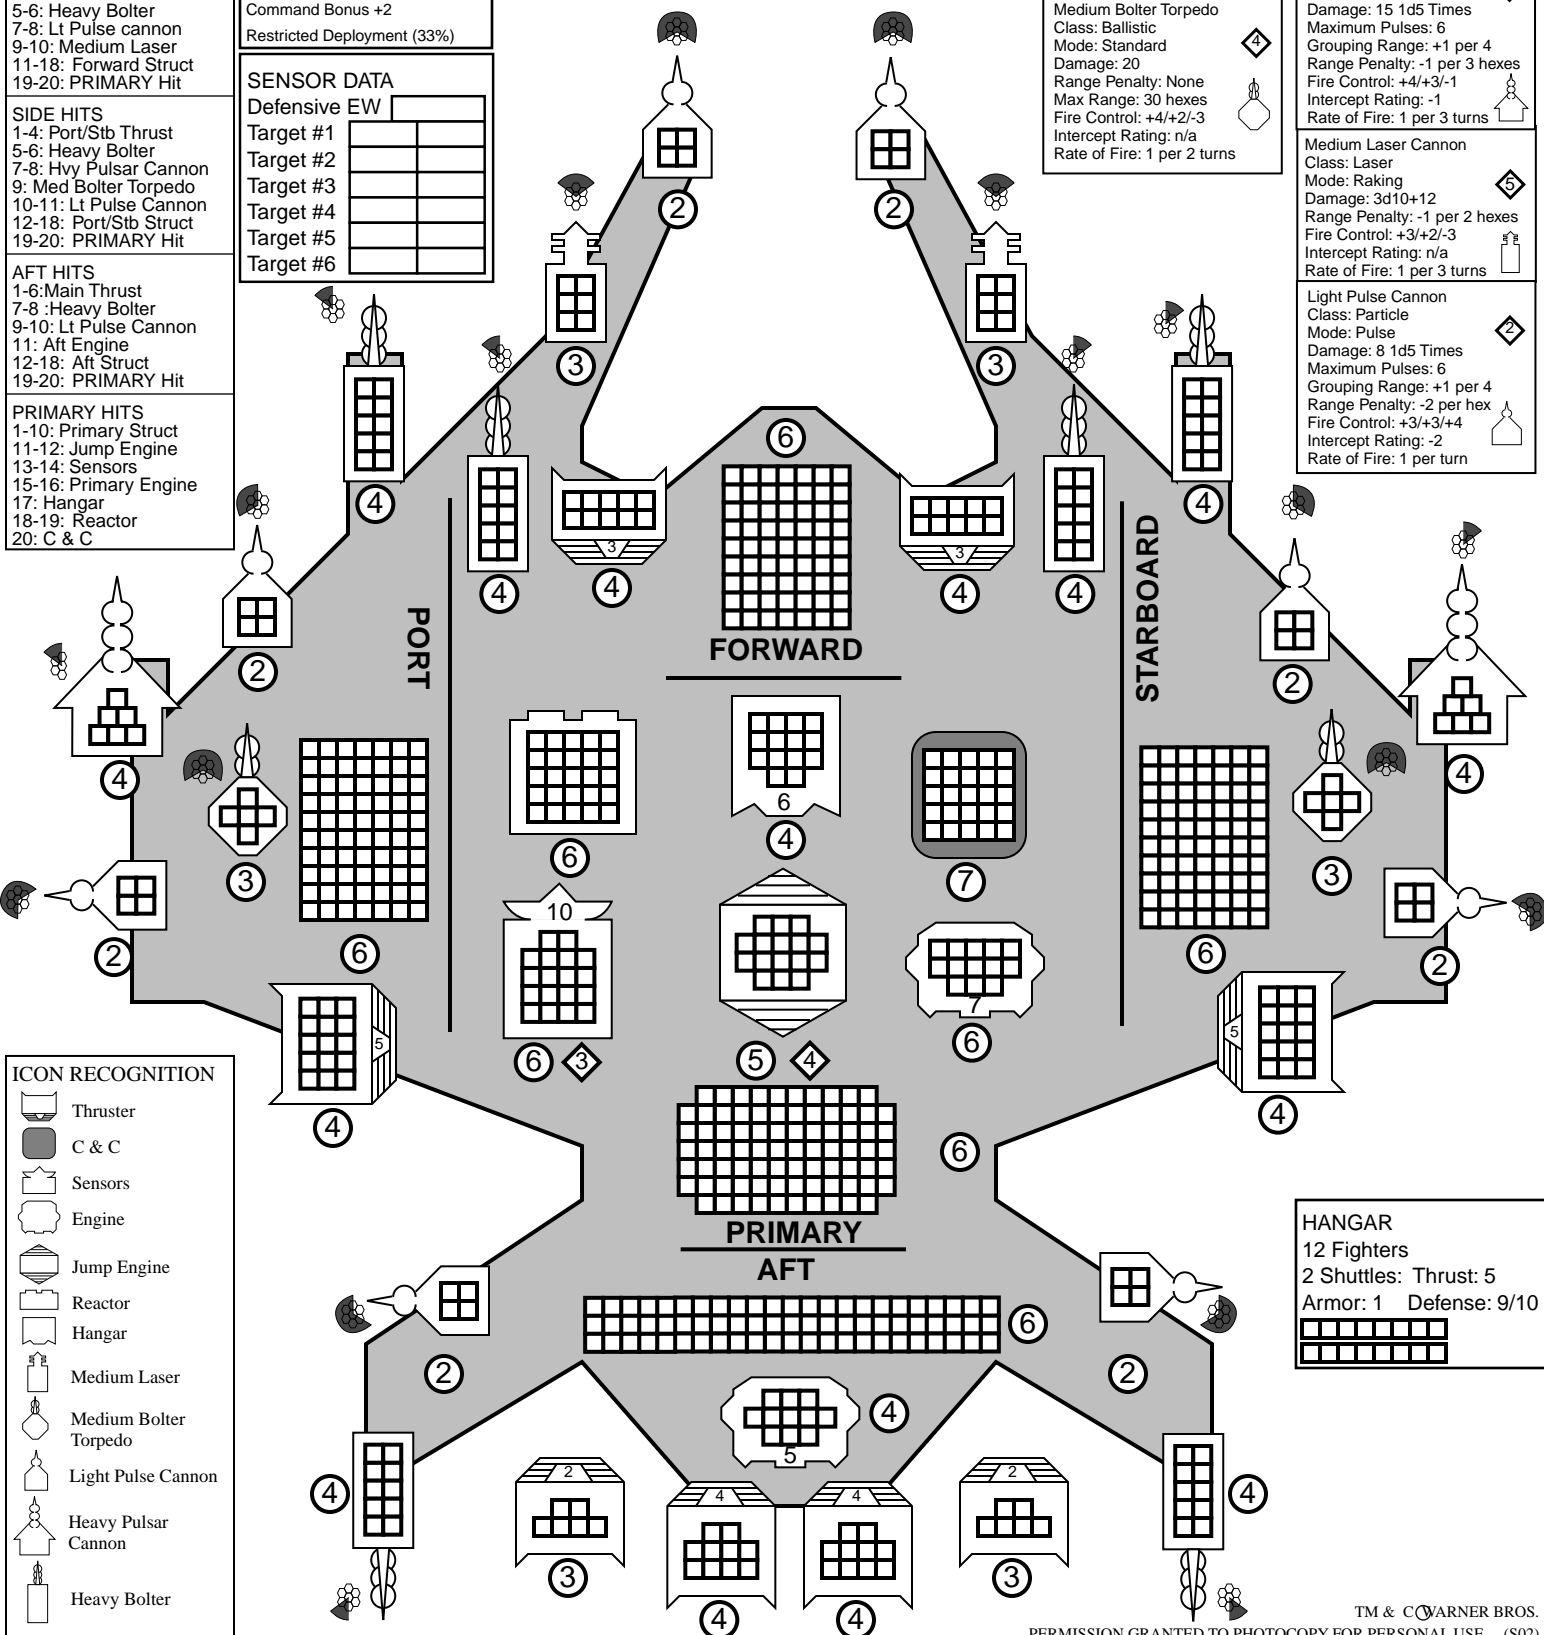 5-6: Heavy Bolter
7-8: Lt Pulse cannon
9-10: Medium Laser
11-18: Forward Struct
19-20: PRIMARY Hit
SIDE HITS
1-4: Port/Stb Thrust
5-6: Heavy Bolter
7-8: Hvy Pulsar Cannon
9: Med Bolter Torpedo
10-11: Lt Pulse Cannon
12-18: Port/Stb Struct
19-20: PRIMARY Hit
AFT HITS
1-6:Main Thrust
7-8 :Heavy Bolter
9-10: Lt Pulse Cannon
11: Aft Engine
12-18: Aft Struct
19-20: PRIMARY Hit
PRIMARY HITS
1-10: Primary Struct
11-12: Jump Engine
13-14: Sensors
15-16: Primary Engine
17: Hangar
18-19: Reactor
20: C & C
Command Bonus +2
Restricted Deployment (33%)
SENSOR DATA
Defensive EW
Target #1
Target #2
Target #3
Target #4
Target #5
Target #6
Medium Bolter Torpedo
Class: Ballistic
Mode: Standard
4
Damage: 20
Range Penalty: None
Max Range: 30 hexes
Fire Control: +4/+2/-3
Intercept Rating: n/a
Rate of Fire: 1 per 2 turns
Damage: 15 1d5 Times
Maximum Pulses: 6
Grouping Range: +1 per 4
Range Penalty: -1 per 3 hexes
Fire Control: +4/+3/-1
Intercept Rating: -1
Rate of Fire: 1 per 3 turns
Medium Laser Cannon
Class: Laser
Mode: Raking
5
Damage: 3d10+12
Range Penalty: -1 per 2 hexes
Fire Control: +3/+2/-3
Intercept Rating: n/a
Rate of Fire: 1 per 3 turns
Light Pulse Cannon
Class: Particle
Mode: Pulse
2
Damage: 8 1d5 Times
Maximum Pulses: 6
Grouping Range: +1 per 4
Range Penalty: -2 per hex
Fire Control: +3/+3/+4
Intercept Rating: -2
Rate of Fire: 1 per turn
2
2
3
3
6
4
4
3
3
4
4
4
4
PORT
FORWARD
STARBOARD
2
2
4
4
6
6
4
7
3
3
10
2
6
6
2
7
5
5
6
3
5
4
6
4
4
6
PRIMARY
AFT
6
2
2
4
5
4
4
2
4
4
2
3
3
4
4
ICON RECOGNITION
Thruster
C & C
Sensors
Engine
Jump Engine
Reactor
Hangar
Medium Laser
Medium Bolter
Torpedo
Light Pulse Cannon
Heavy Pulsar
Cannon
Heavy Bolter
HANGAR
12 Fighters
2 Shuttles: Thrust: 5
Armor: 1 Defense: 9/10
TM & C WARNER BROS.
PERMISSION GRANTED TO PHOTOCOPY FOR PERSONAL USE (S02)